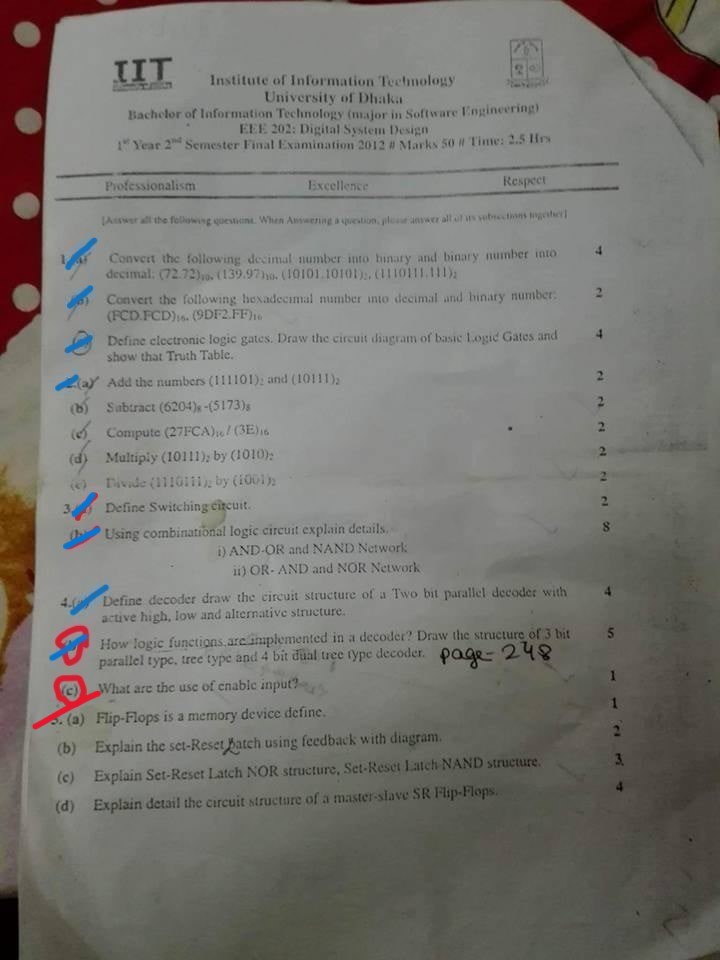 IIT
Institute of Information Technology
University of Dhaka
Bachelor of Information Technology (major in Software Engineering)
EEE 202: Digital System Design
1st Year 2nd Semester Final Examination 2012 # Marks 50 # Time: 2.5 Hrs
Professionalism Excellence Respect
[Answer all the following questions. When Answering a question, please answer all of its subsections together]
1. (a) Convert the following decimal number into binary and binary number into 4
decimal: (72.72)10, (139.97)10, (10101.10101)2, (1110111.111)2
(b) Convert the following hexadecimal number into decimal and binary number: 2
(FCD.FCD)16, (9DF2.FF)16
Define electronic logic gates. Draw the circuit diagram of basic Logic Gates and 4
show that Truth Table.
2.(a) Add the numbers (111101)2 and (10111)2 2
(b) Subtract (6204)8 -(5173)8 2
(c) Compute (27FCA)16 / (3E)16 2
(d) Multiply (10111)2 by (1010)2 2
(e) Divide (1110111)2 by (1001)2 2
3. Define Switching circuit. 2
(b) Using combinational logic circuit explain details. 8
i) AND-OR and NAND Network
ii) OR- AND and NOR Network
4.(a) Define decoder draw the circuit structure of a Two bit parallel decoder with 4
active high, low and alternative structure.
How logic functions are implemented in a decoder? Draw the structure of 3 bit 5
parallel type, tree type and 4 bit dual tree type decoder. page- 248
(c) What are the use of enable input? 1
5. (a) Flip-Flops is a memory device define. 1
(b) Explain the set-Reset Latch using feedback with diagram. 2
(c) Explain Set-Reset Latch NOR structure, Set-Reset Latch NAND structure. 3.
(d) Explain detail the circuit structure of a master-slave SR Flip-Flops. 4